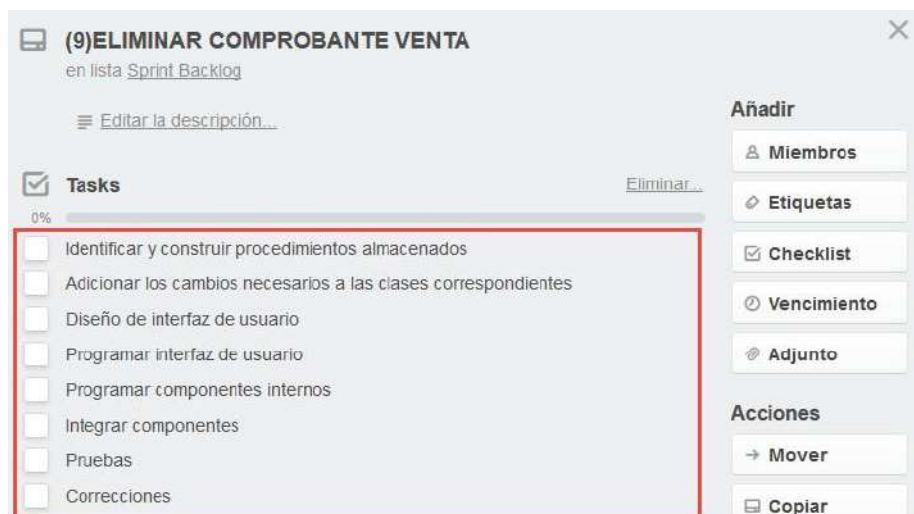 (9)ELIMINAR COMPROBANTE VENTA
en lista Sprint Backlog
Editar la descripción...
Tasks
Eliminar...
0%
Identificar y construir procedimientos almacenados
Adicionar los cambios necesarios a las clases correspondientes
Diseño de interfaz de usuario
Programar interfaz de usuario
Programar componentes internos
Integrar componentes
Pruebas
Correcciones
Añadir
Miembros
Etiquetas
Checklist
Vencimiento
Adjunto
Acciones
Mover
Copiar